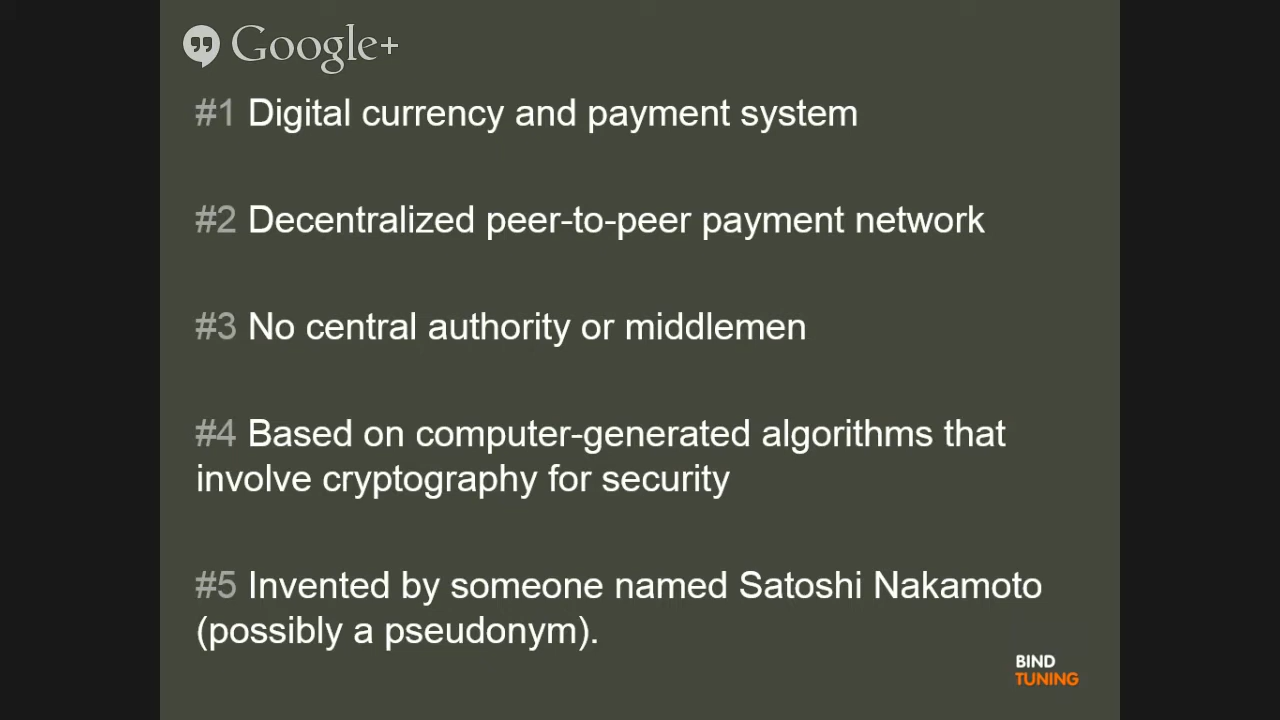 Google+
#1 Digital currency and payment system
#2 Decentralized peer-to-peer payment network
#3 No central authority or middlemen
#4 Based on computer-generated algorithms that
involve cryptography for security
#5 Invented by someone named Satoshi Nakamoto
(possibly a pseudonym).
BIND
TUNING